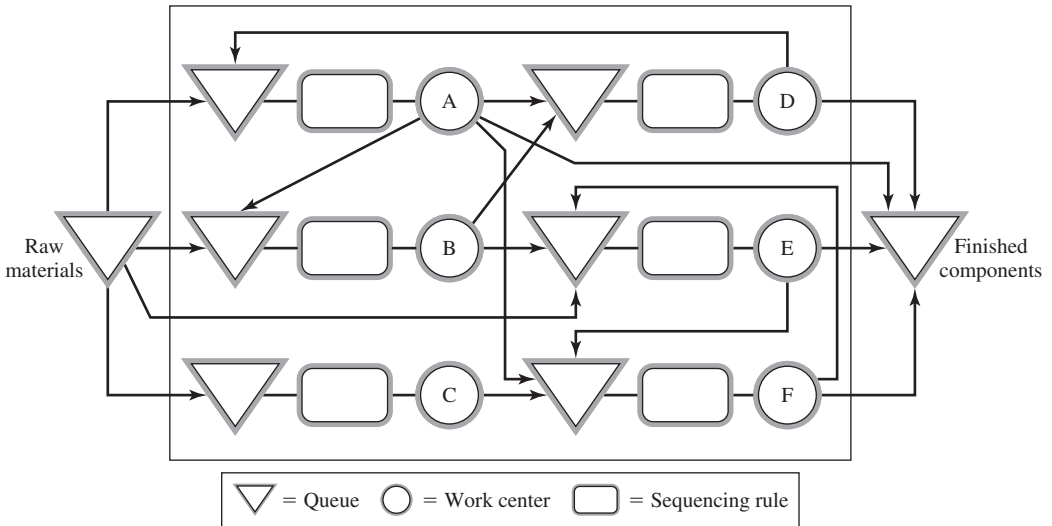 A
D
Raw
materials
B
E
Finished
components
C
F
= Queue
= Work center
= Sequencing rule